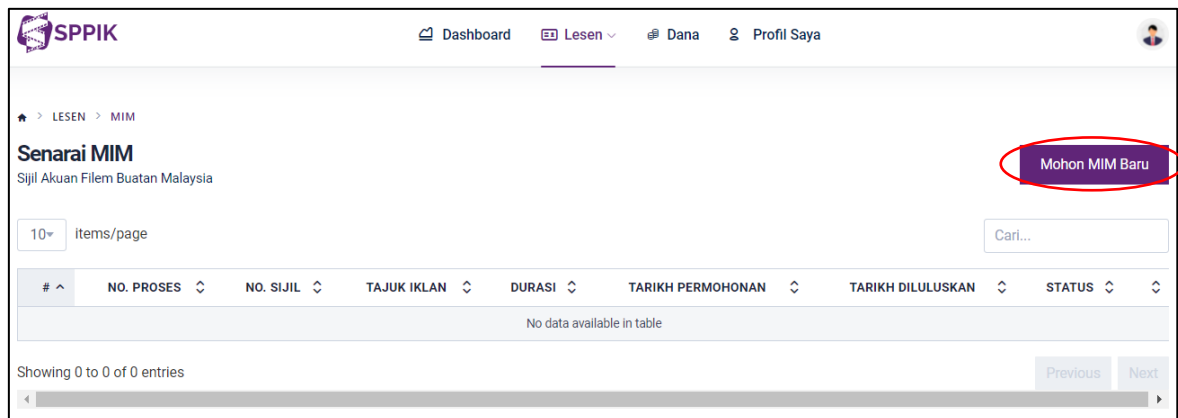 SPPIK
Dashboard Lesen Dana Profil Saya
> LESEN > MIM
Senarai MIM
Sijil Akuan Filem Buatan Malaysia
Mohon MIM Baru
10 items/page
Cari...
# NO. PROSES NO. SIJIL TAJUK IKLAN DURASI TARIKH PERMOHONAN TARIKH DILULUSKAN STATUS
No data available in table
Showing 0 to 0 of 0 entries
Previous Next